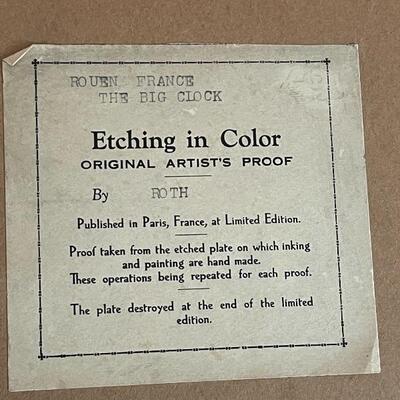 ROUEN FRANCE
THE BIG CLOCK
Etching in Color
ORIGINAL ARTIST'S PROOF
By ROTH
Published in Paris, France, at Limited Edition.
Proof taken from the etched plate on which inking
and painting are hand made.
These operations being repeated for each proof.
The plate destroyed at the end of the limited
edition.